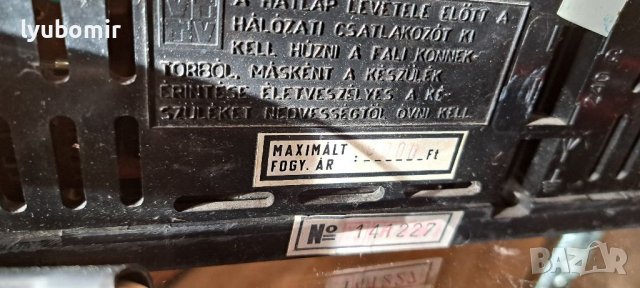 lyubomir
A HÁTLAP LEVÉTELE ELŐTT A
HÁLÓZATI CSATLAKOZÓT KI
KELL HÚZNI A FALI KONNEK-
TORBÓL, MÁSKÉNT A KÉSZÜLÉK
ÉRINTÉSE ÉLETVESZÉLYES A KÉ-
SZÜLÉKET NEDVESSÉGTŐL ÓVNI KELL
MAXIMÁLT
FOGY. ÁR : Ft
No 141227
BAZAR